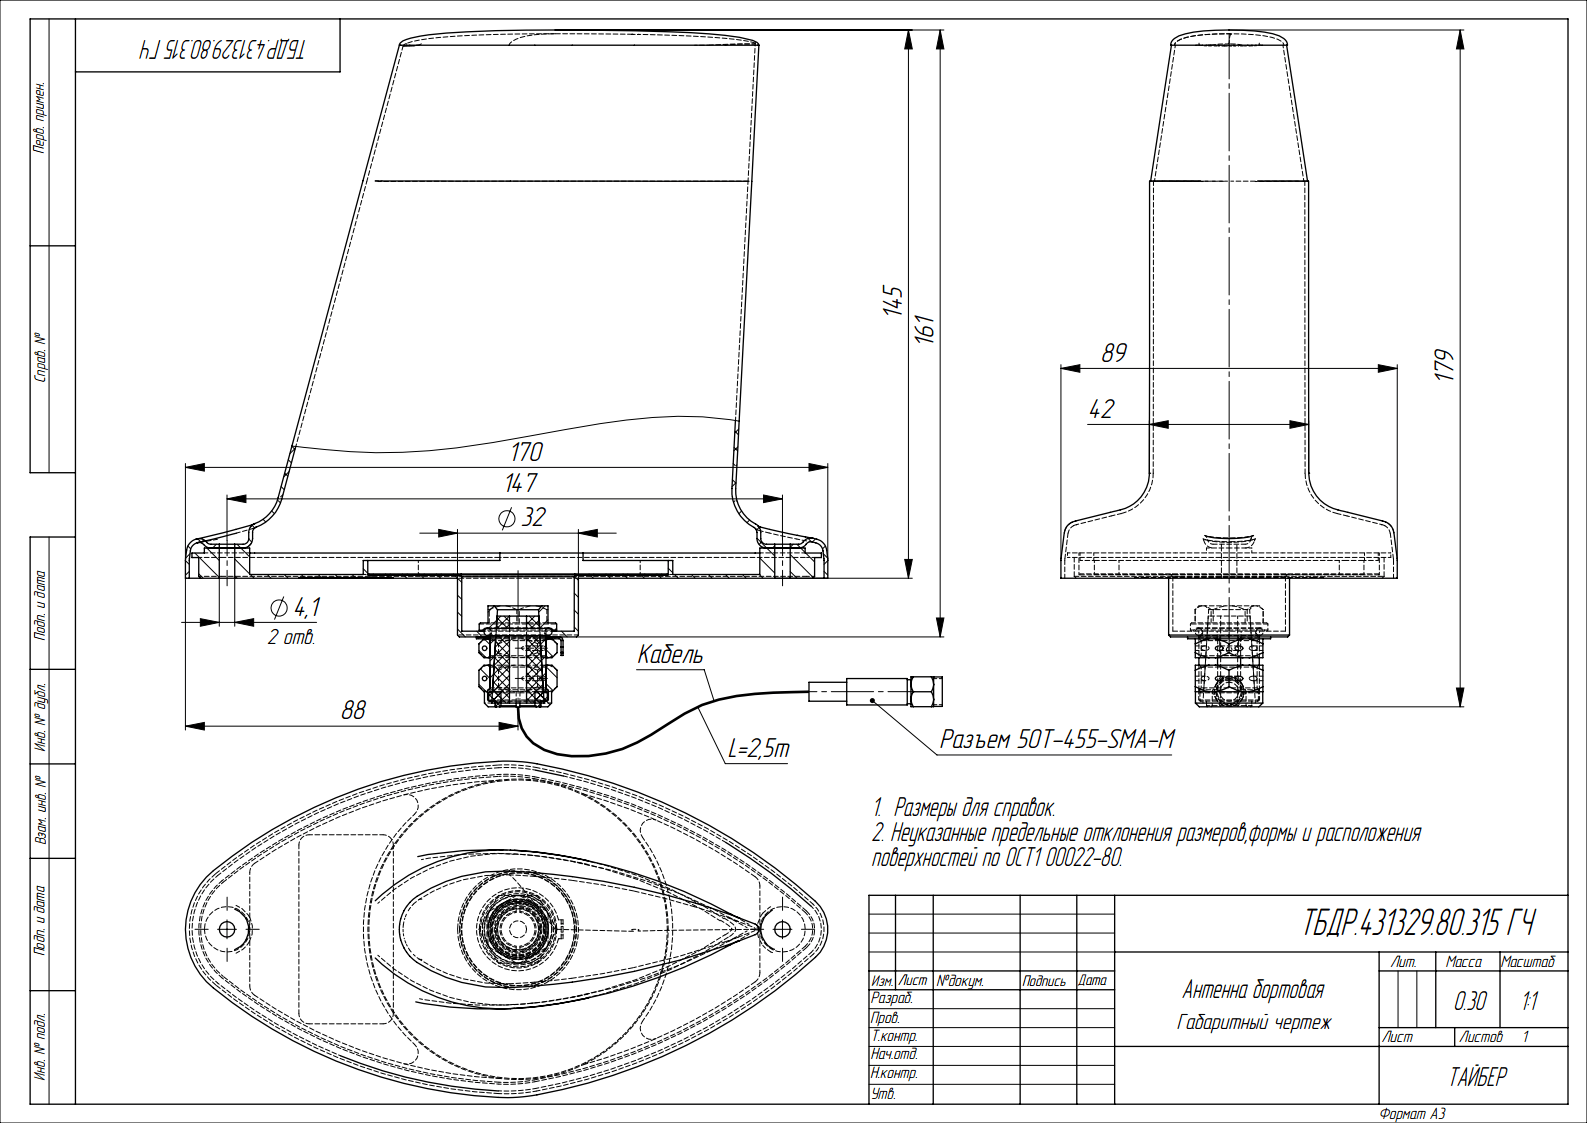 ТБДР.431329.80.315 ГЧ
Перв. примен.
Справ. №
Подп. и дата
Инв. № дубл.
Взам. инв. №
Подп. и дата
Инв. № подл.
145
161
179
89
42
170
147
∅ 32
∅ 4,1
2 отв.
88
Кабель
L=2,5m
Разъем 50Т-455-SMA-M
1. Размеры для справок.
2. Неуказанные предельные отклонения размеров,формы и расположения
поверхностей по ОСТ1 00022-80.
ТБДР.431329.80.315 ГЧ
Изм. Лист №докум. Подпись Дата
Разраб.
Пров.
Т.контр.
Нач.отд.
Н.контр.
Утв.
Антенна бортовая
Габаритный чертеж
Лит. Масса Масштаб
0.30 1:1
Лист Листов 1
ТАЙБЕР
Формат А3